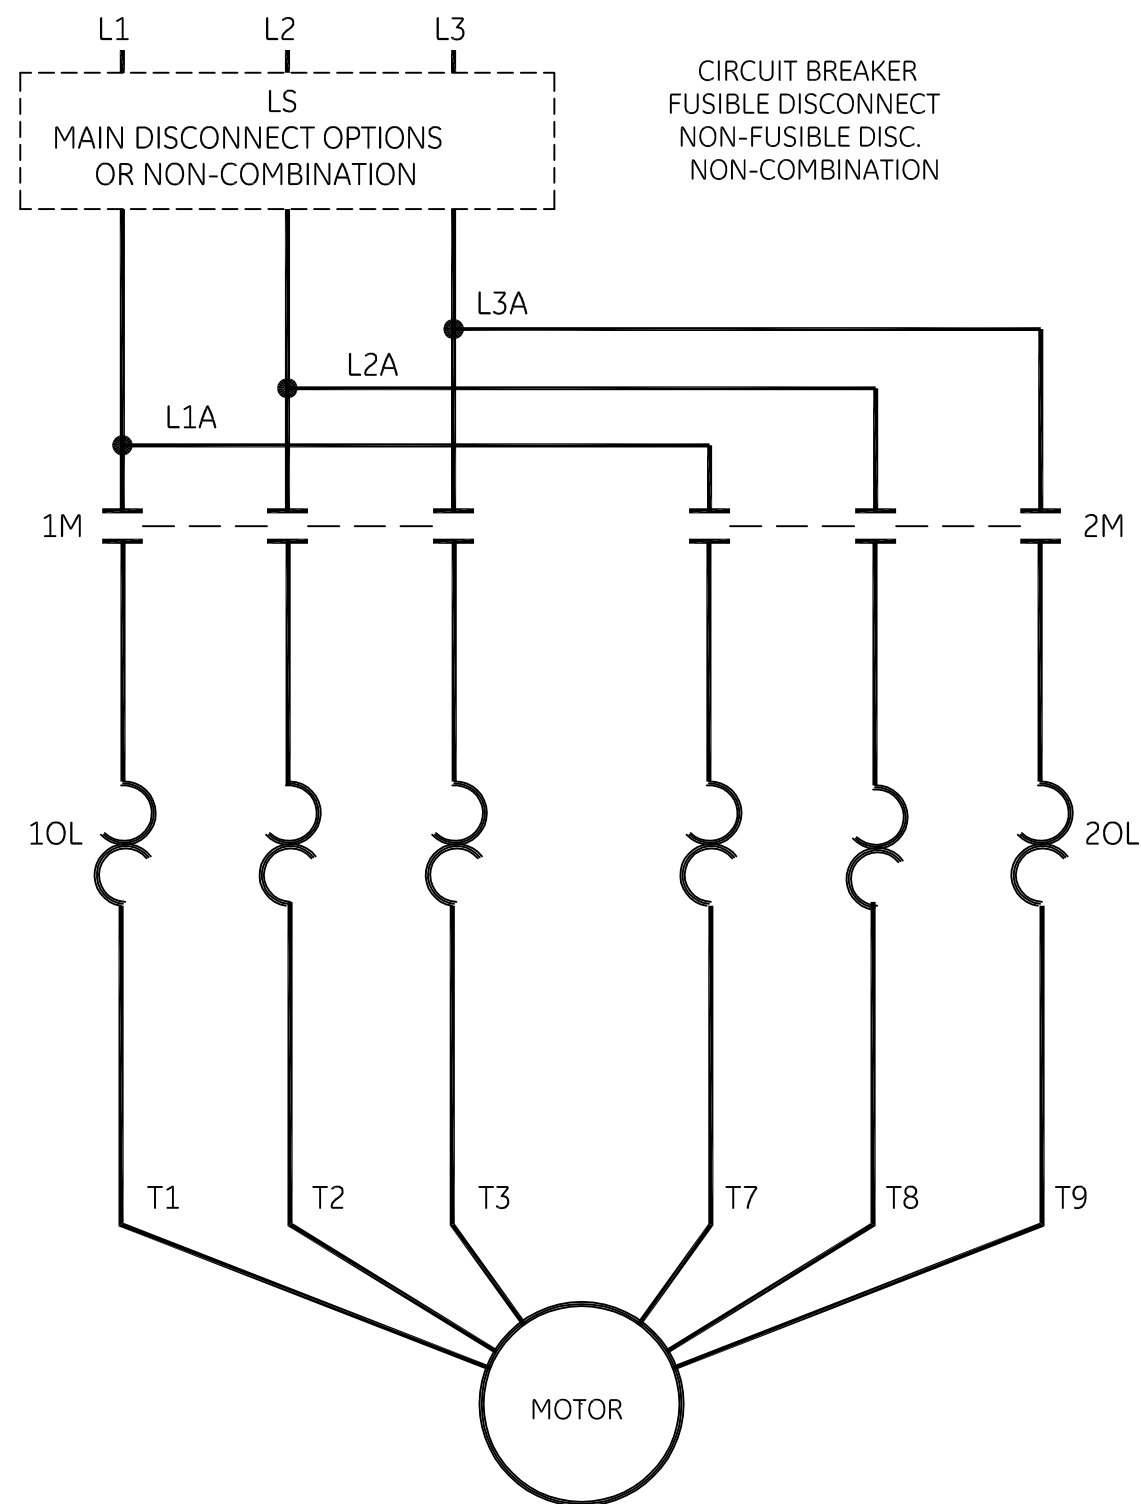 L1 L2 L3
LS
MAIN DISCONNECT OPTIONS
OR NON-COMBINATION
CIRCUIT BREAKER
FUSIBLE DISCONNECT
NON-FUSIBLE DISC.
NON-COMBINATION
L3A
L2A
L1A
1M 2M
1OL 2OL
T1 T2 T3 T7 T8 T9
MOTOR